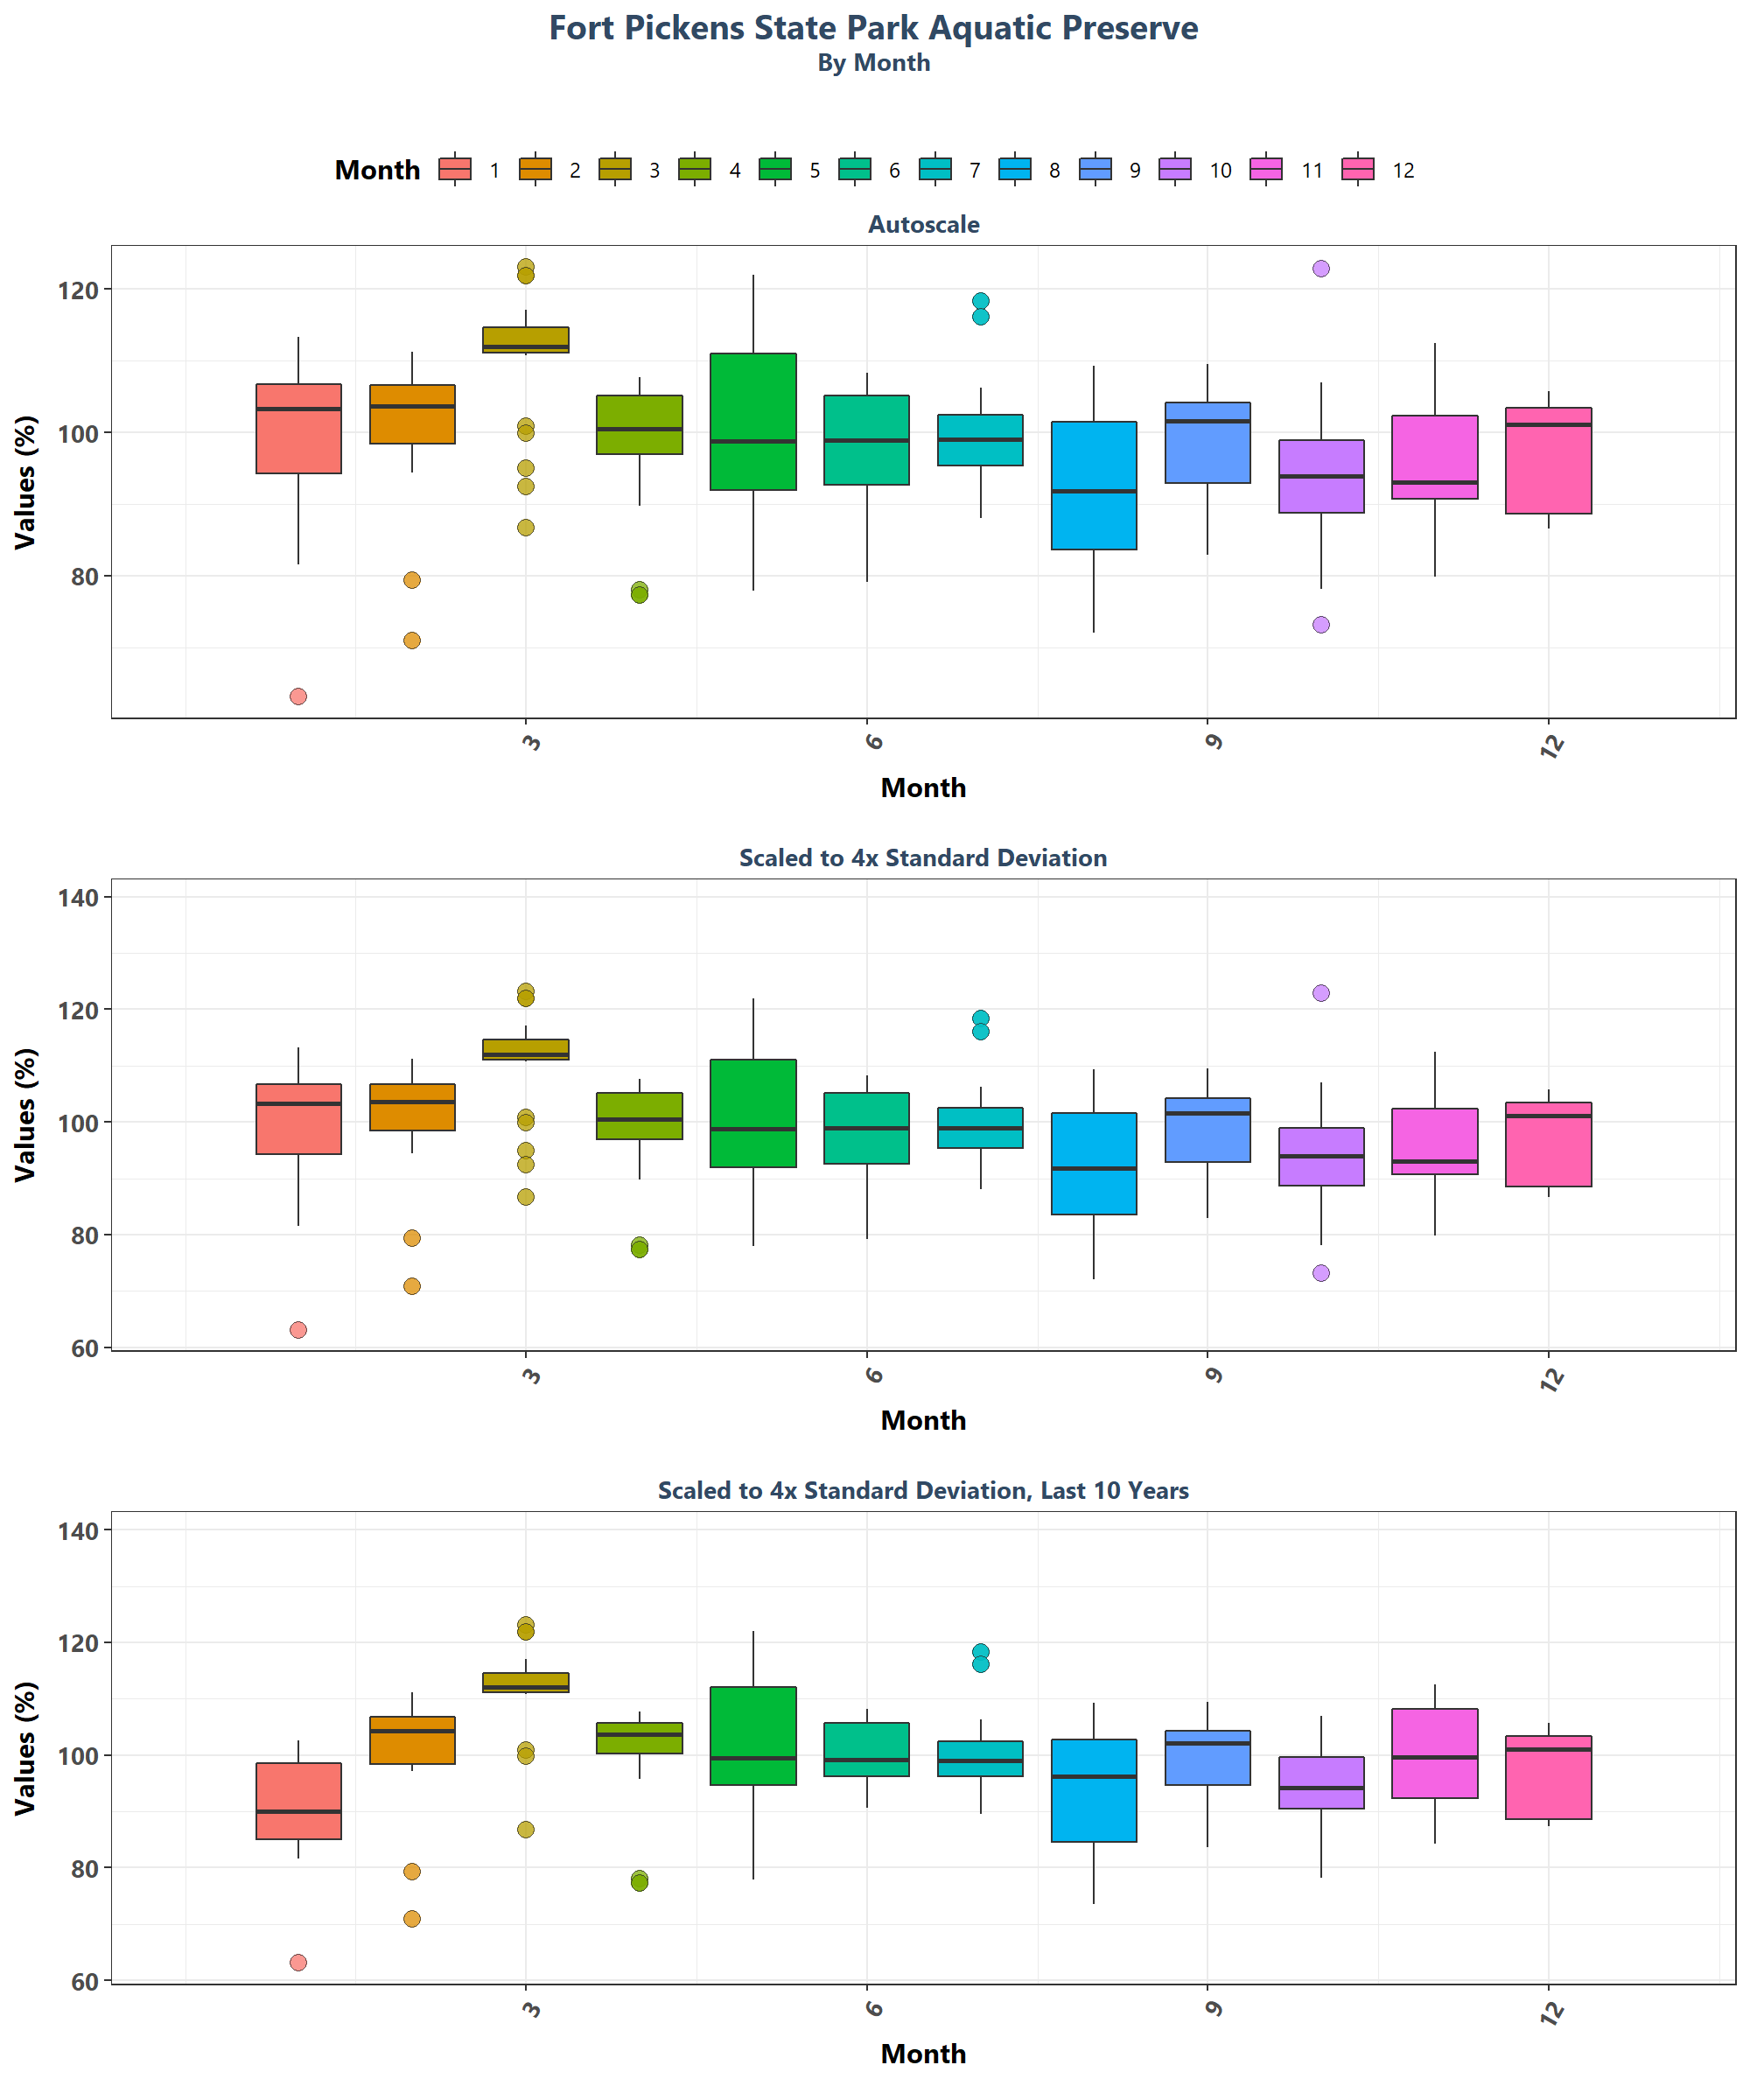 Fort Pickens State Park Aquatic Preserve
By Month
Month 1 2 3 4 5 6 7 8 9 10 11 12
Autoscale
Values (%)
120
100
80
3 6 9 12
Month
Scaled to 4x Standard Deviation
Values (%)
140
120
100
80
60
3 6 9 12
Month
Scaled to 4x Standard Deviation, Last 10 Years
Values (%)
140
120
100
80
60
3 6 9 12
Month